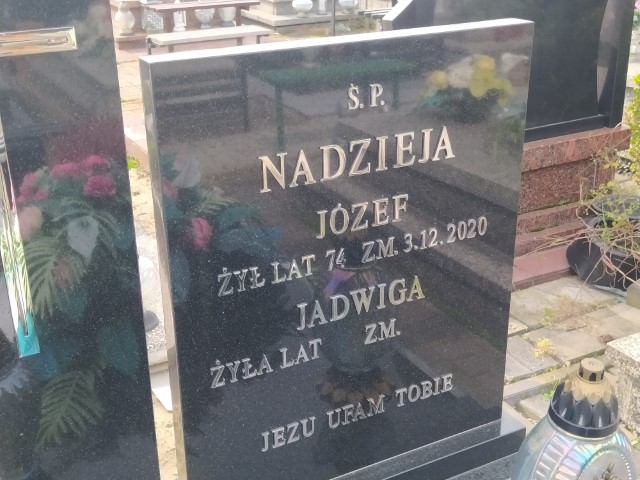 Ś.P.
NADZIEJA
JÓZEF
ŻYŁ LAT 74 ZM. 3.12.2020
JADWIGA
ŻYŁA LAT ZM.
JEZU UFAM TOBIE